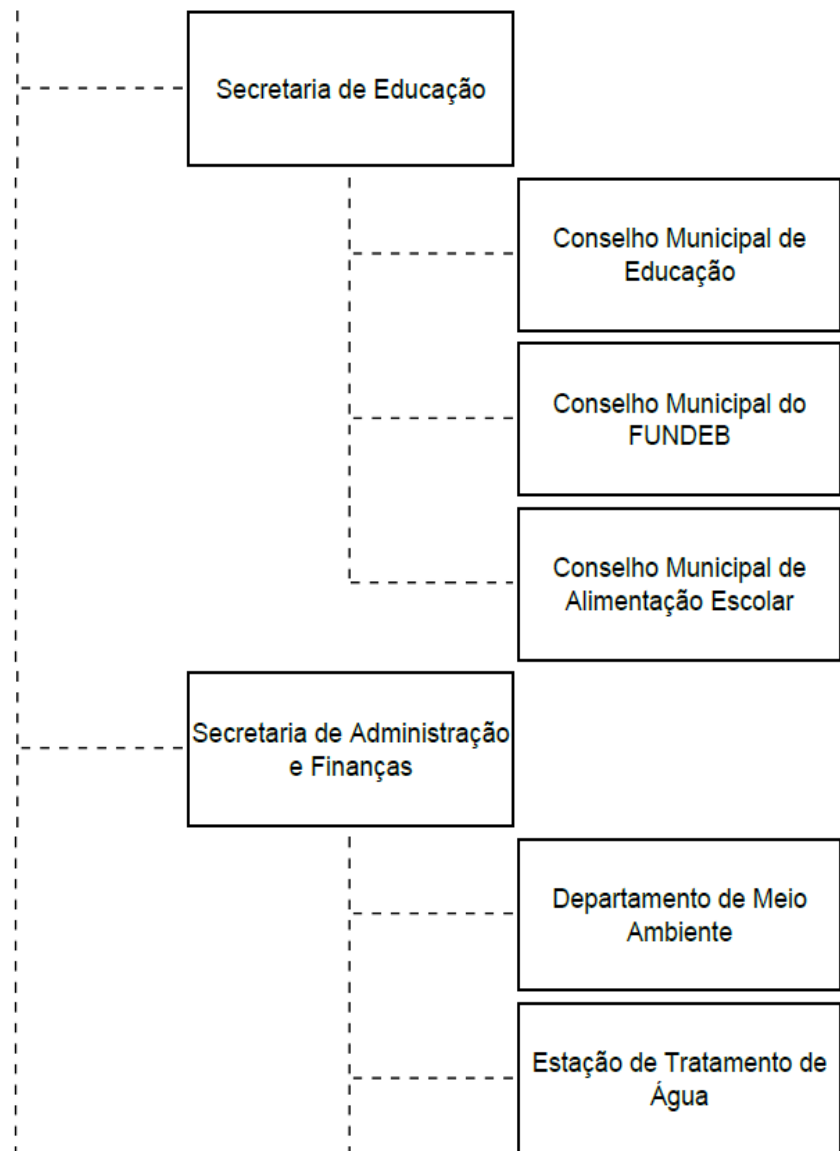 Secretaria de Educação
Conselho Municipal de
Educação
Conselho Municipal do
FUNDEB
Conselho Municipal de
Alimentação Escolar
Secretaria de Administração
e Finanças
Departamento de Meio
Ambiente
Estação de Tratamento de
Água